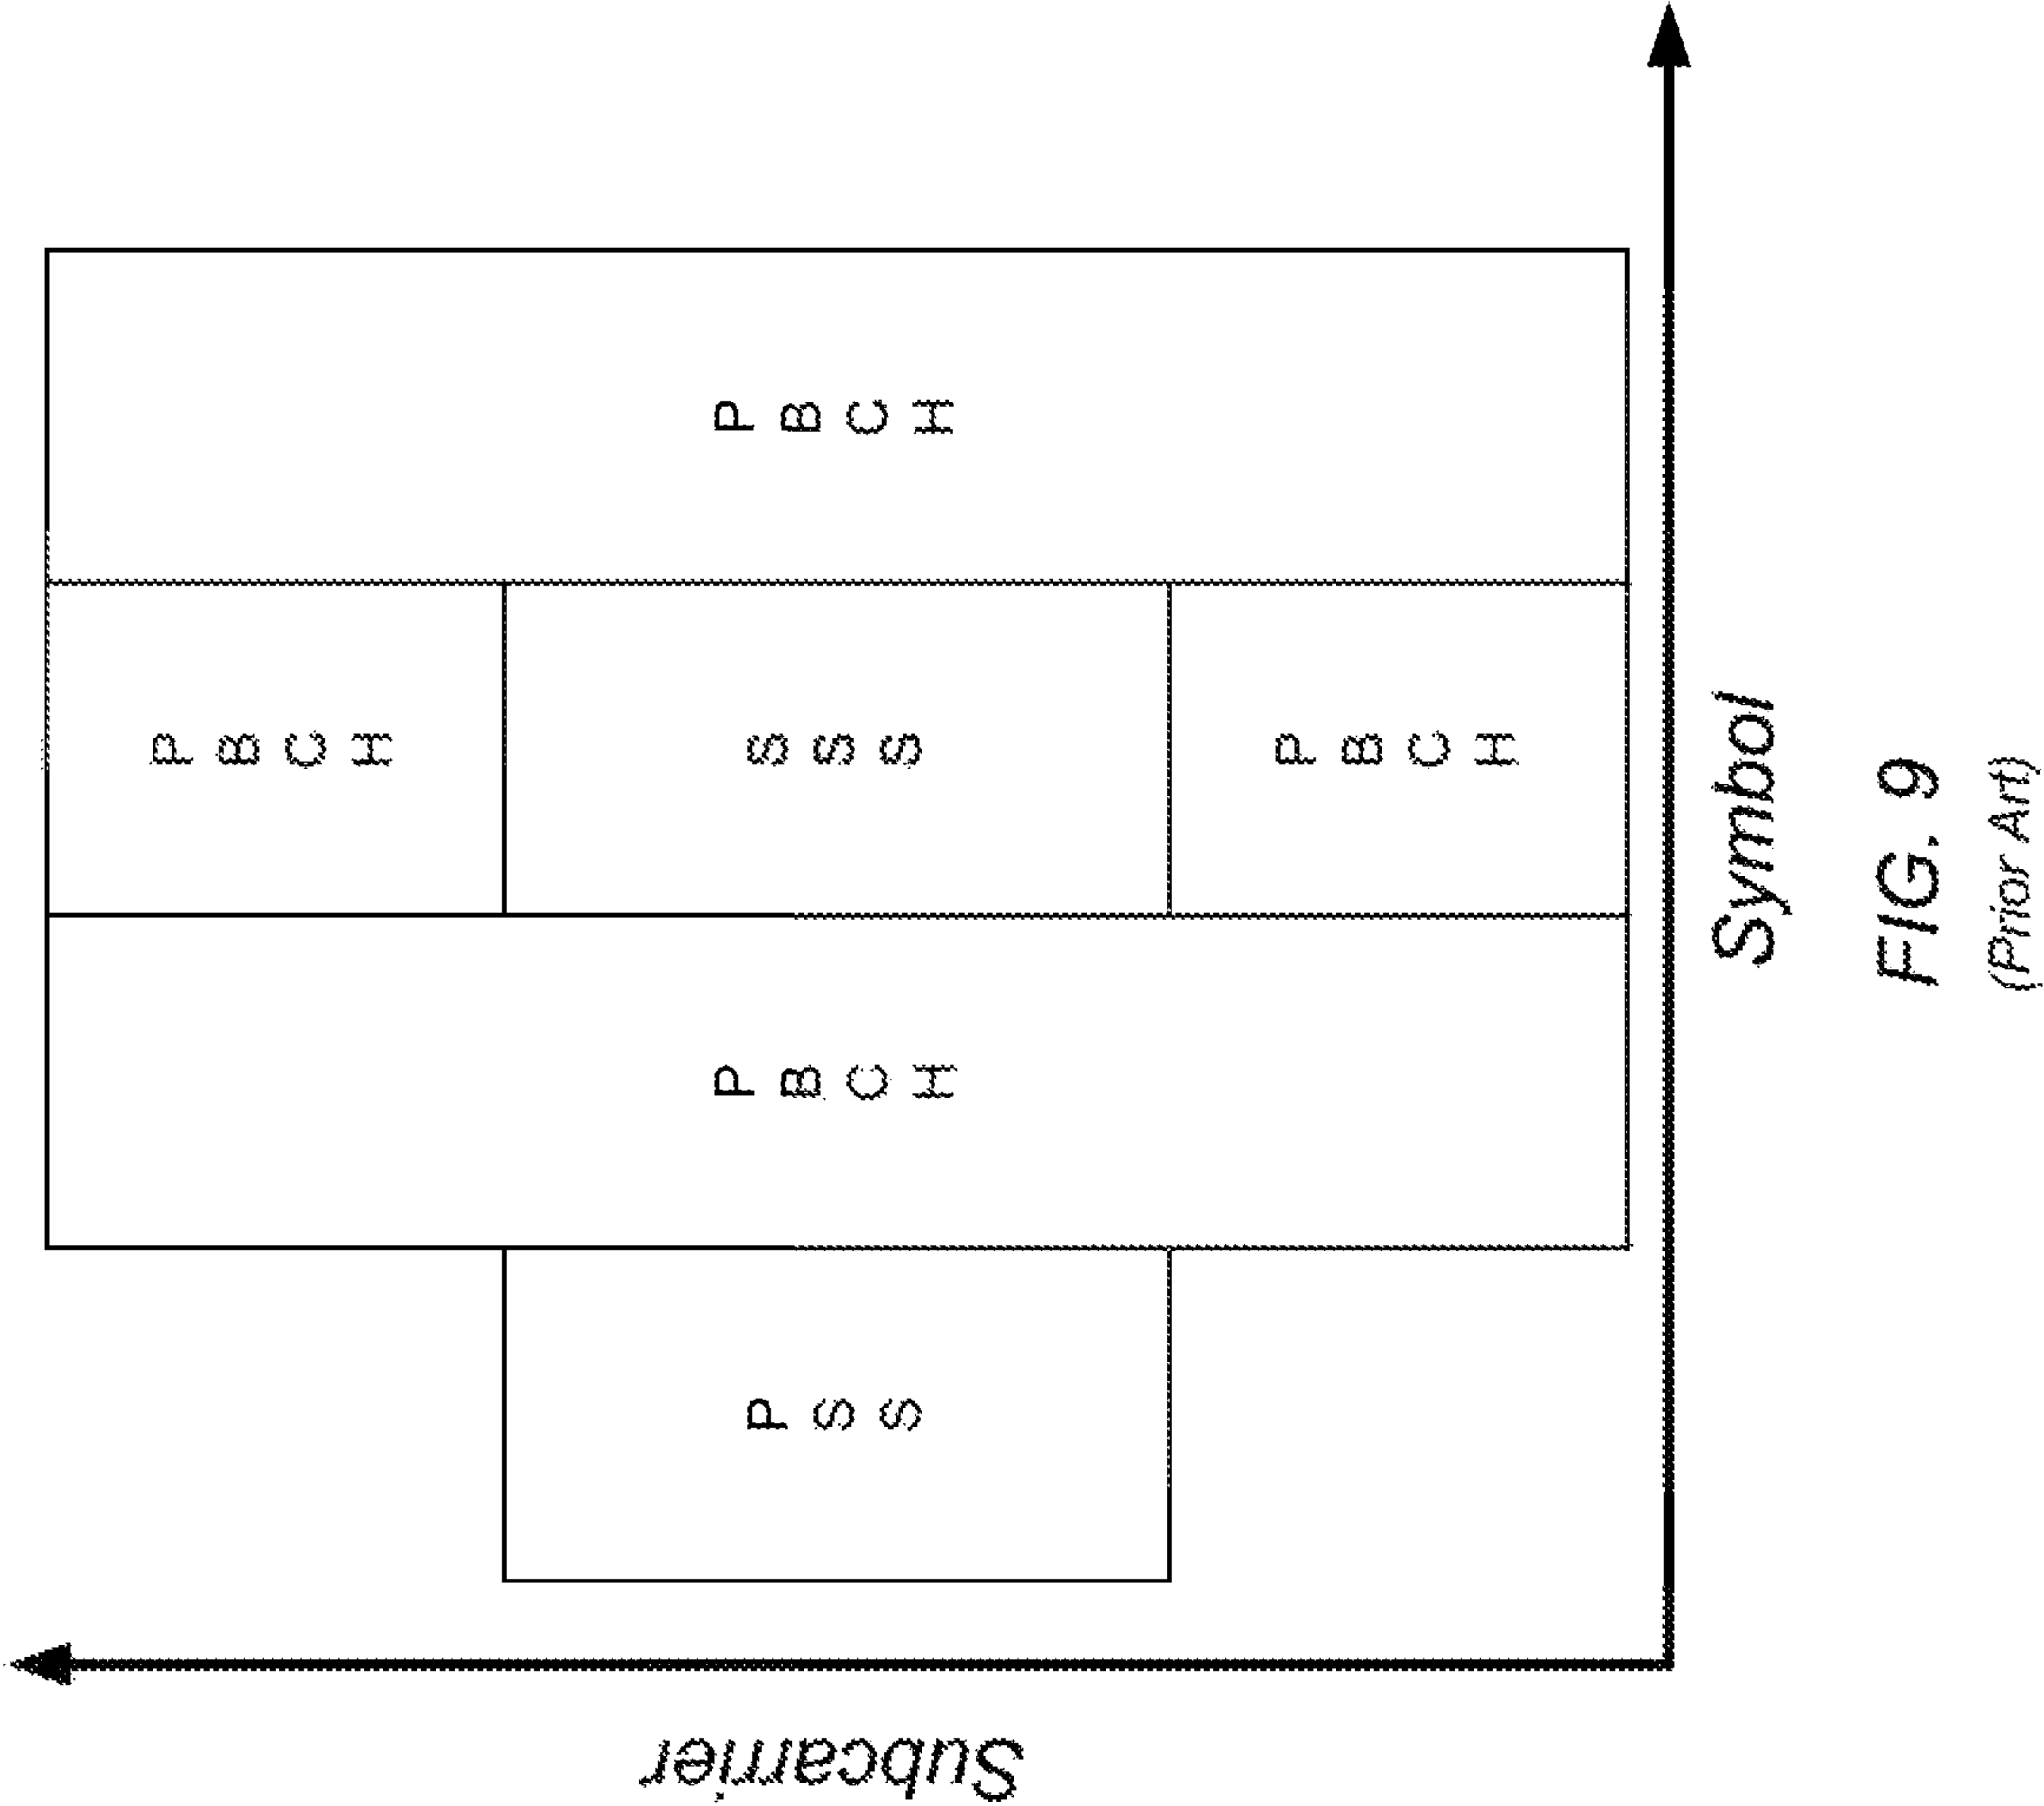 Subcarrier
PSS
PBCH
PBCH
SSS
PBCH
PBCH
Symbol
FIG. 9
(Prior Art)